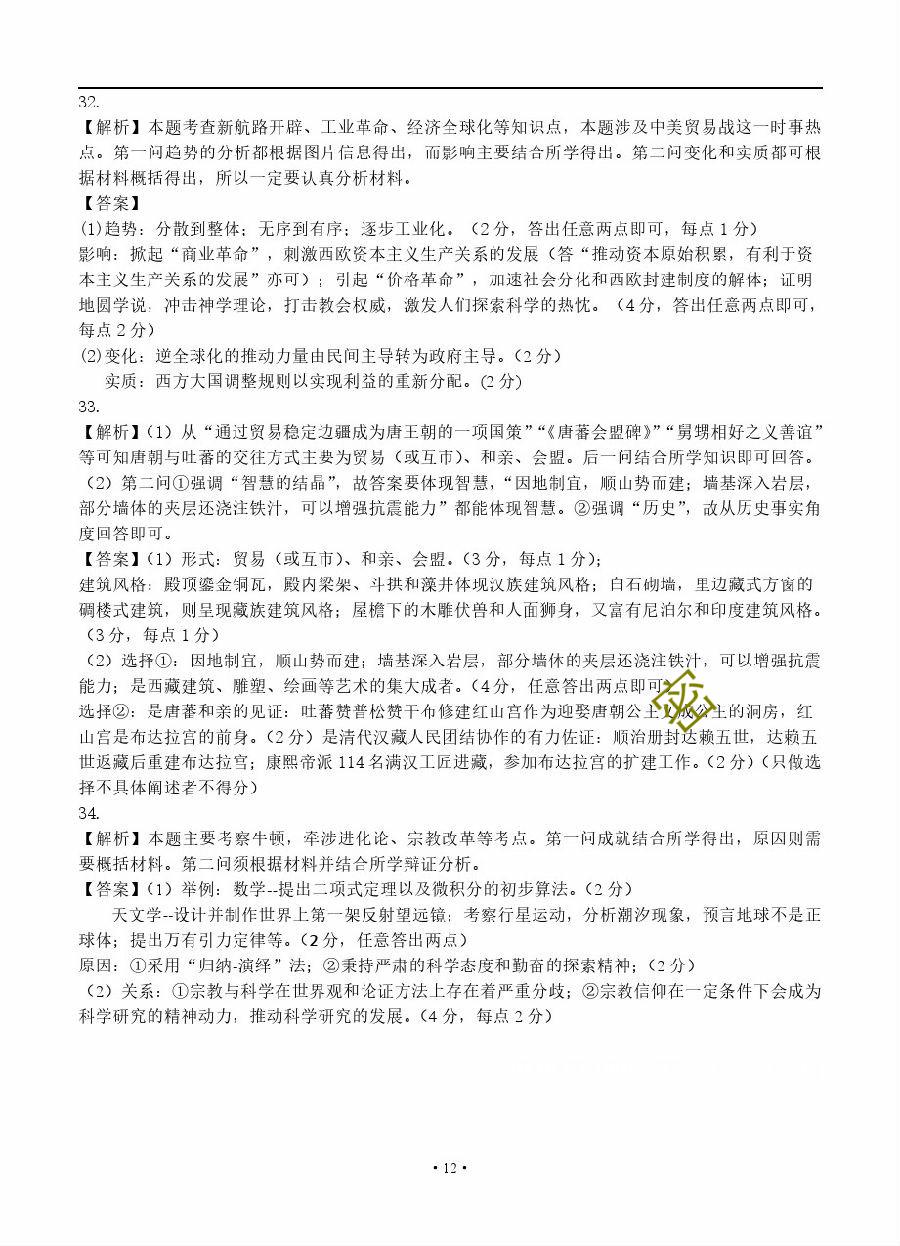 32.
【解析】本题考查新航路开辟、工业革命、经济全球化等知识点，本题涉及中美贸易战这一时事热
点。第一问趋势的分析都根据图片信息得出，而影响主要结合所学得出。第二问变化和实质都可根
据材料概括得出，所以一定要认真分析材料。
【答案】
(1)趋势：分散到整体；无序到有序；逐步工业化。（2分，答出任意两点即可，每点1分）
影响：掀起“商业革命”，刺激西欧资本主义生产关系的发展（答“推动资本原始积累，有利于资
本主义生产关系的发展”亦可）；引起“价格革命”，加速社会分化和西欧封建制度的解体；证明
地圆学说，冲击神学理论，打击教会权威，激发人们探索科学的热忱。（4分，答出任意两点即可，
每点2分）
(2)变化：逆全球化的推动力量由民间主导转为政府主导。（2分）
实质：西方大国调整规则以实现利益的重新分配。(2分)
33.
【解析】（1）从“通过贸易稳定边疆成为唐王朝的一项国策”“《唐蕃会盟碑》”“舅甥相好之义善谊”
等可知唐朝与吐蕃的交往方式主要为贸易（或互市）、和亲、会盟。后一问结合所学知识即可回答。
（2）第二问①强调“智慧的结晶”，故答案要体现智慧，“因地制宜，顺山势而建；墙基深入岩层，
部分墙体的夹层还浇注铁汁，可以增强抗震能力”都能体现智慧。②强调“历史”，故从历史事实角
度回答即可。
【答案】（1）形式：贸易（或互市）、和亲、会盟。（3分，每点1分）；
建筑风格：殿顶鎏金铜瓦，殿内梁架、斗拱和藻井体现汉族建筑风格；白石砌墙，里边藏式方窗的
碉楼式建筑，则呈现藏族建筑风格；屋檐下的木雕伏兽和人面狮身，又富有尼泊尔和印度建筑风格。
（3分，每点1分）
（2）选择①：因地制宜，顺山势而建；墙基深入岩层，部分墙体的夹层还浇注铁汁，可以增强抗震
能力；是西藏建筑、雕塑、绘画等艺术的集大成者。（4分，任意答出两点即可
选择②：是唐蕃和亲的见证：吐蕃赞普松赞干布修建红山宫作为迎娶唐朝公主文成公主的洞房，红
山宫是布达拉宫的前身。（2分）是清代汉藏人民团结协作的有力佐证：顺治册封达赖五世，达赖五
世返藏后重建布达拉宫；康熙帝派114名满汉工匠进藏，参加布达拉宫的扩建工作。（2分）（只做选
择不具体阐述者不得分）
34.
【解析】本题主要考察牛顿，牵涉进化论、宗教改革等考点。第一问成就结合所学得出，原因则需
要概括材料。第二问须根据材料并结合所学辩证分析。
【答案】（1）举例：数学--提出二项式定理以及微积分的初步算法。（2分）
天文学--设计并制作世界上第一架反射望远镜；考察行星运动，分析潮汐现象，预言地球不是正
球体；提出万有引力定律等。（2分，任意答出两点）
原因：①采用“归纳-演绎”法；②秉持严肃的科学态度和勤奋的探索精神；（2分）
（2）关系：①宗教与科学在世界观和论证方法上存在着严重分歧；②宗教信仰在一定条件下会成为
科学研究的精神动力，推动科学研究的发展。（4分，每点2分）
·12·